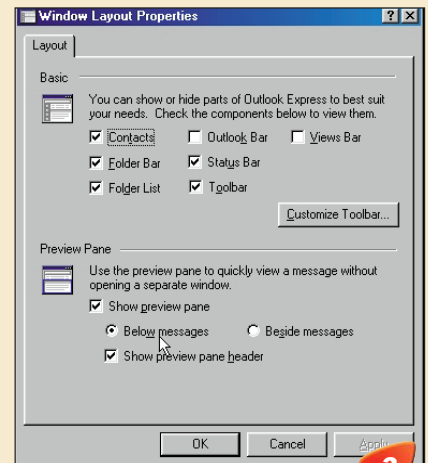 Window Layout Properties
Layout
Basic
You can show or hide parts of Outlook Express to best suit
your needs. Check the components below to view them.
Contacts Outlook Bar Views Bar
Folder Bar Status Bar
Folder List Toolbar
Customize Toolbar...
Preview Pane
Use the preview pane to quickly view a message without
opening a separate window.
Show preview pane
Below messages Beside messages
Show preview pane header
OK Cancel Apply